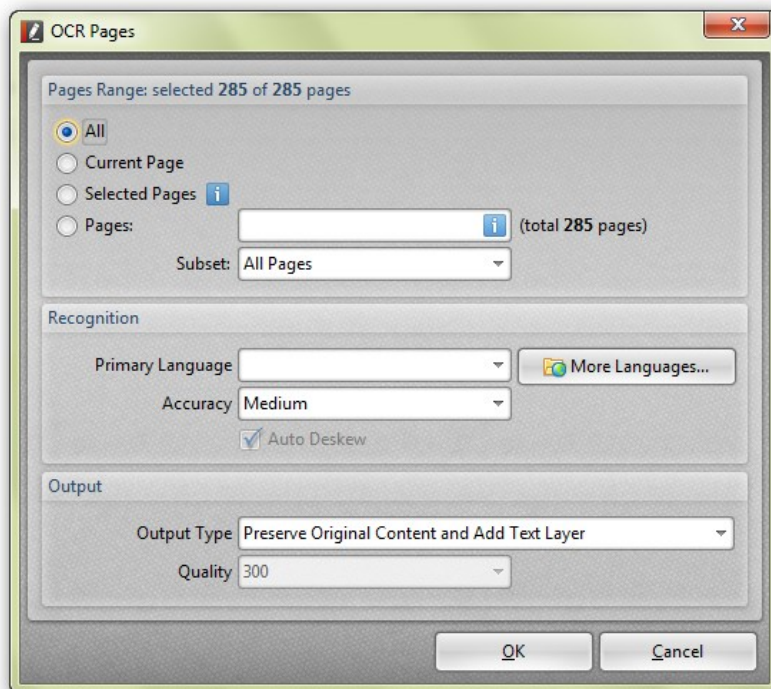 OCR Pages
Pages Range: selected 285 of 285 pages
All
Current Page
Selected Pages i
Pages: i (total 285 pages)
Subset: All Pages
Recognition
Primary Language More Languages...
Accuracy Medium
Auto Deskew
Output
Output Type Preserve Original Content and Add Text Layer
Quality 300
OK Cancel